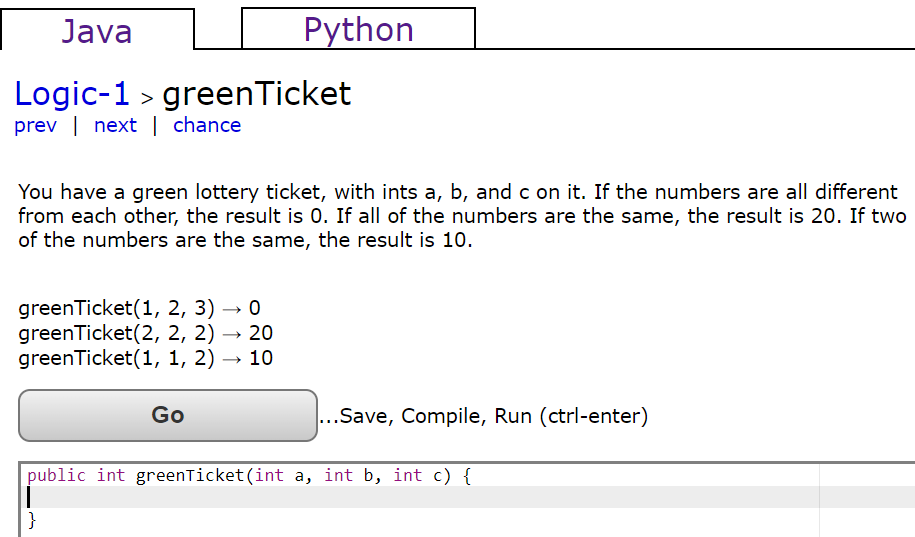 Java Python
Logic-1 > greenTicket
prev | next | chance
You have a green lottery ticket, with ints a, b, and c on it. If the numbers are all different
from each other, the result is 0. If all of the numbers are the same, the result is 20. If two
of the numbers are the same, the result is 10.
greenTicket(1, 2, 3) → 0
greenTicket(2, 2, 2) → 20
greenTicket(1, 1, 2) → 10
Go ...Save, Compile, Run (ctrl-enter)
public int greenTicket(int a, int b, int c) {
}